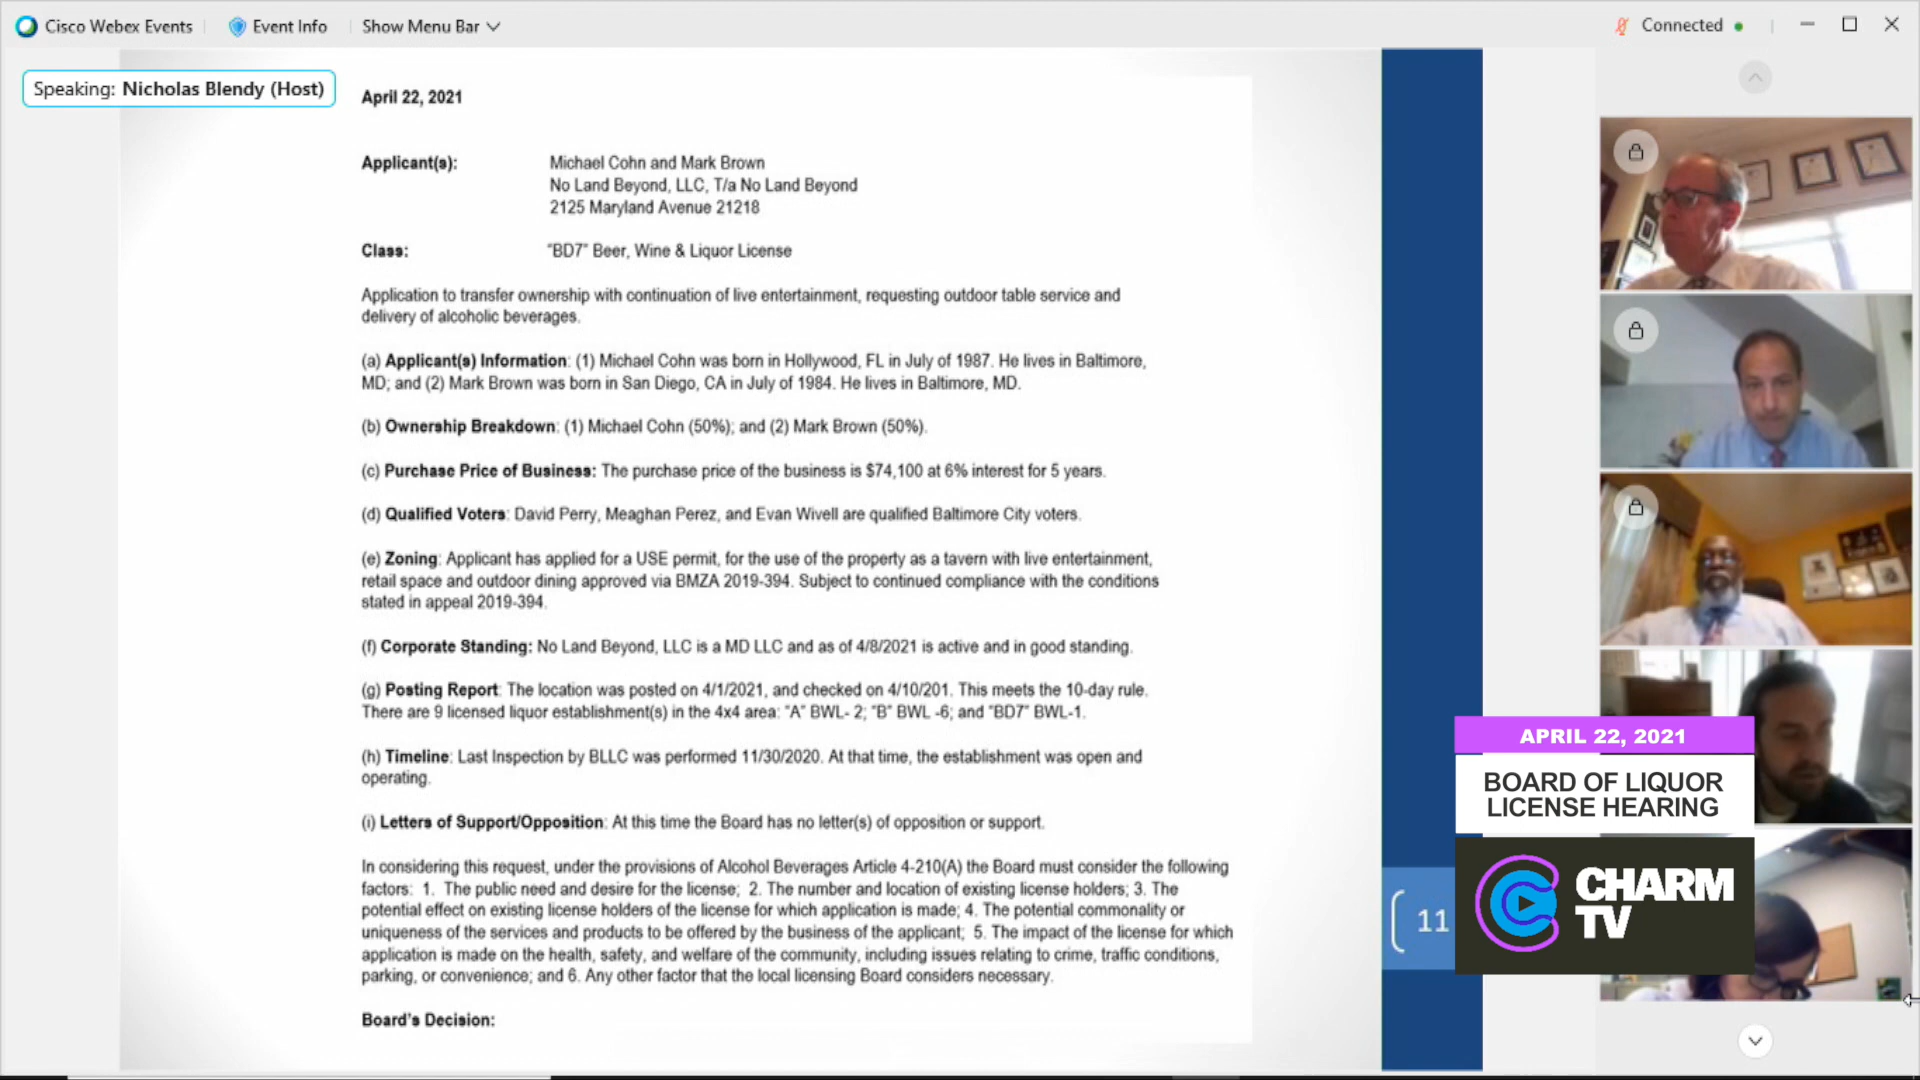 Cisco Webex Events
Event Info
Show Menu Bar
Connected
Speaking: Nicholas Blendy (Host)
April 22, 2021
Applicant(s): Michael Cohn and Mark Brown
No Land Beyond, LLC, T/a No Land Beyond
2125 Maryland Avenue 21218
Class: "BD7" Beer, Wine & Liquor License
Application to transfer ownership with continuation of live entertainment, requesting outdoor table service and
delivery of alcoholic beverages.
(a) Applicant(s) Information: (1) Michael Cohn was born in Hollywood, FL in July of 1987. He lives in Baltimore,
MD; and (2) Mark Brown was born in San Diego, CA in July of 1984. He lives in Baltimore, MD.
(b) Ownership Breakdown: (1) Michael Cohn (50%); and (2) Mark Brown (50%).
(c) Purchase Price of Business: The purchase price of the business is $74,100 at 6% interest for 5 years.
(d) Qualified Voters: David Perry, Meaghan Perez, and Evan Wivell are qualified Baltimore City voters.
(e) Zoning: Applicant has applied for a USE permit, for the use of the property as a tavern with live entertainment,
retail space and outdoor dining approved via BMZA 2019-394. Subject to continued compliance with the conditions
stated in appeal 2019-394.
(f) Corporate Standing: No Land Beyond, LLC is a MD LLC and as of 4/8/2021 is active and in good standing.
(g) Posting Report: The location was posted on 4/1/2021, and checked on 4/10/201. This meets the 10-day rule.
There are 9 licensed liquor establishment(s) in the 4x4 area: "A" BWL- 2; "B" BWL -6; and "BD7" BWL-1.
(h) Timeline: Last Inspection by BLLC was performed 11/30/2020. At that time, the establishment was open and
operating.
(i) Letters of Support/Opposition: At this time the Board has no letter(s) of opposition or support.
In considering this request, under the provisions of Alcohol Beverages Article 4-210(A) the Board must consider the following
factors: 1. The public need and desire for the license; 2. The number and location of existing license holders; 3. The
potential effect on existing license holders of the license for which application is made; 4. The potential commonality or
uniqueness of the services and products to be offered by the business of the applicant; 5. The impact of the license for which
application is made on the health, safety, and welfare of the community, including issues relating to crime, traffic conditions,
parking, or convenience; and 6. Any other factor that the local licensing Board considers necessary.
Board's Decision:
11
APRIL 22, 2021
BOARD OF LIQUOR
LICENSE HEARING
CHARM
TV